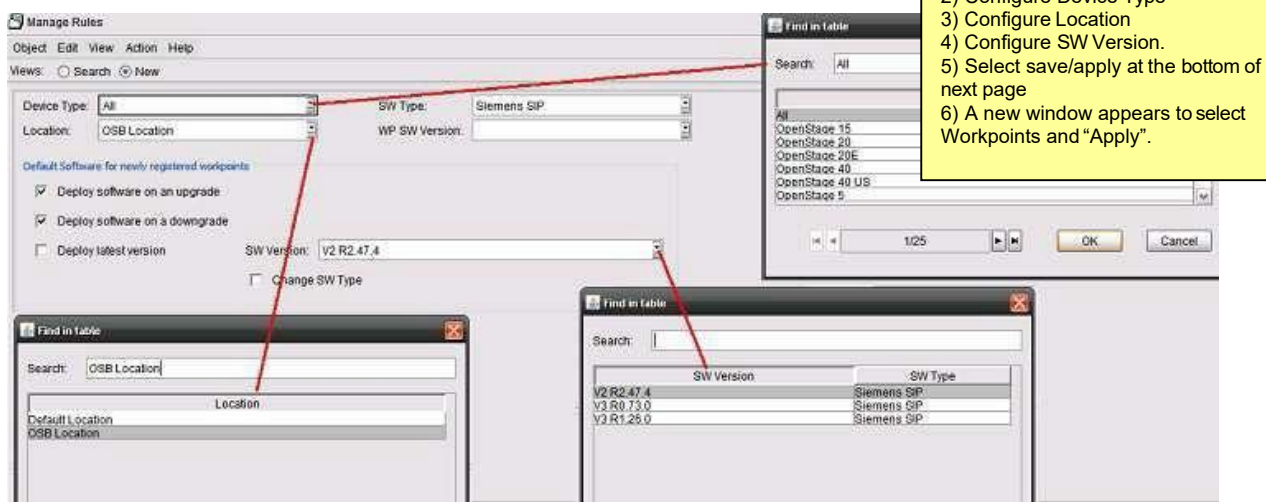 Manage Rules
Object Edit View Action Help
Views: Search New
Device Type: All SW Type: Siemens SIP
Location: OSB Location WP SW Version:
Default Software for newly registered workpoints
Deploy software on an upgrade
Deploy software on a downgrade
Deploy latest version SW Version: V2 R2.47.4
Change SW Type
Find in table
Search: All
All
OpenStage 15
OpenStage 20
OpenStage 20E
OpenStage 40
OpenStage 40 US
OpenStage 5
1/25 OK Cancel
2) Configure Device Type
3) Configure Location
4) Configure SW Version.
5) Select save/apply at the bottom of
next page
6) A new window appears to select
Workpoints and “Apply”.
Find in table
Search: OSB Location
Location
Default Location
OSB Location
Find in table
Search:
SW Version SW Type
V2 R2.47.4 Siemens SIP
V3 R0.73.0 Siemens SIP
V3 R1.26.0 Siemens SIP